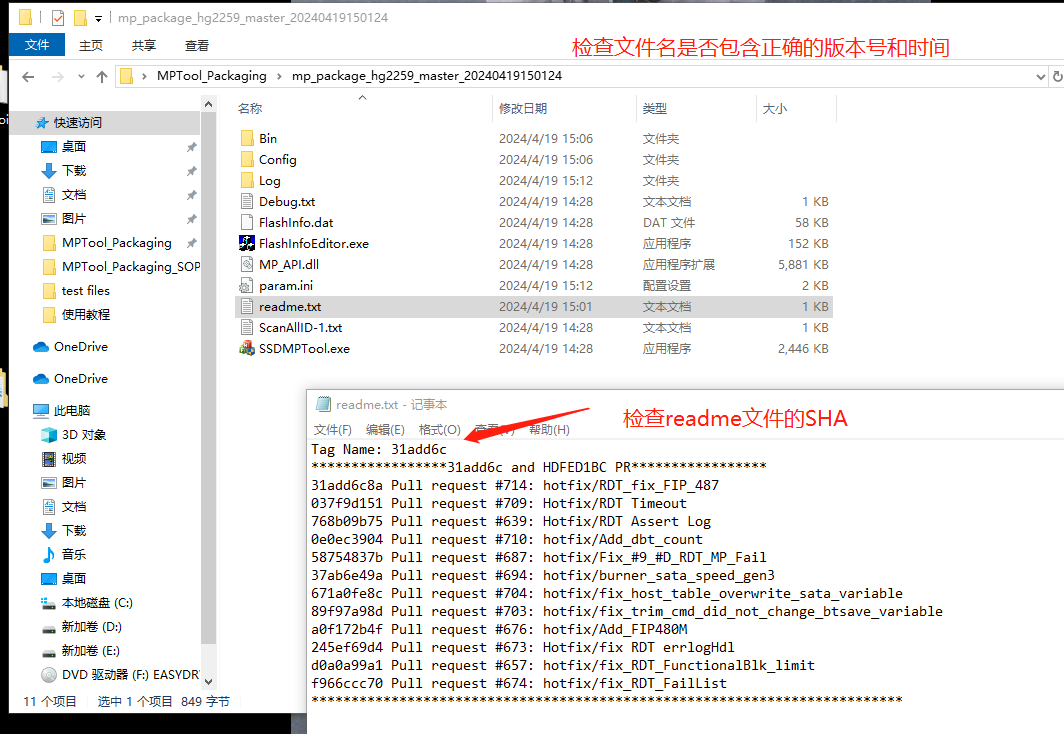 mp_package_hg2259_master_20240419150124
文件 主页 共享 查看
检查文件名是否包含正确的版本号和时间
MPTool_Packaging › mp_package_hg2259_master_20240419150124
名称 修改日期 类型 大小
快速访问
桌面
下载
文档
图片
MPTool_Packaging
MPTool_Packaging_SOP
test files
使用教程
OneDrive
OneDrive
此电脑
3D 对象
视频
图片
文档
下载
音乐
桌面
本地磁盘 (C:)
新加卷 (D:)
新加卷 (E:)
DVD 驱动器 (F:) EASYDR
Bin 2024/4/19 15:06 文件夹
Config 2024/4/19 15:06 文件夹
Log 2024/4/19 15:12 文件夹
Debug.txt 2024/4/19 14:28 文本文档 1 KB
FlashInfo.dat 2024/4/19 14:28 DAT 文件 58 KB
FlashInfoEditor.exe 2024/4/19 14:28 应用程序 152 KB
MP_API.dll 2024/4/19 14:28 应用程序扩展 5,881 KB
param.ini 2024/4/19 15:12 配置设置 2 KB
readme.txt 2024/4/19 15:01 文本文档 1 KB
ScanAllID-1.txt 2024/4/19 14:28 文本文档 1 KB
SSDMPTool.exe 2024/4/19 14:28 应用程序 2,446 KB
11 个项目 选中 1 个项目 849 字节
readme.txt - 记事本
文件(F) 编辑(E) 格式(O) 查看(V) 帮助(H)
检查readme文件的SHA
Tag Name: 31add6c
*****************31add6c and HDFED1BC PR*****************
31add6c8a Pull request #714: hotfix/RDT_fix_FIP_487
037f9d151 Pull request #709: Hotfix/RDT Timeout
768b09b75 Pull request #639: Hotfix/RDT Assert Log
0e0ec3904 Pull request #710: hotfix/Add_dbt_count
58754837b Pull request #687: hotfix/Fix_#9_#D_RDT_MP_Fail
37ab6e49a Pull request #694: hotfix/burner_sata_speed_gen3
671a0fe8c Pull request #704: hotfix/fix_host_table_overwrite_sata_variable
89f97a98d Pull request #703: hotfix/fix_trim_cmd_did_not_change_btsave_variable
a0f172b4f Pull request #676: hotfix/Add_FIP480M
245ef69d4 Pull request #673: Hotfix/fix RDT errlogHdl
d0a0a99a1 Pull request #657: hotfix/fix_RDT_FunctionalBlk_limit
f966ccc70 Pull request #674: hotfix/fix_RDT_FailList
**************************************************************************